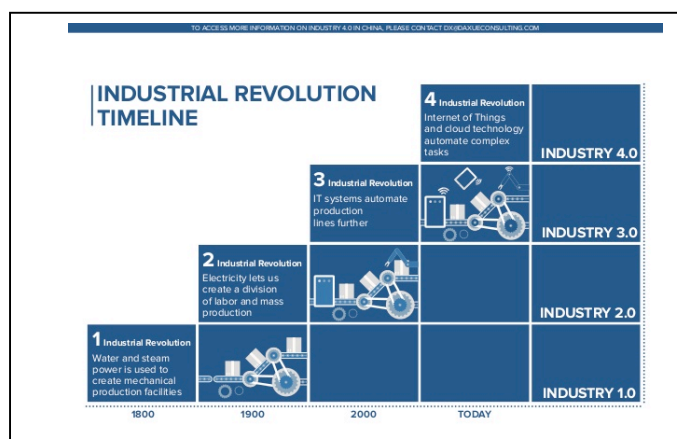 TO ACCESS MORE INFORMATION ON INDUSTRY 4.0 IN CHINA, PLEASE CONTACT DX@DAXUECONSULTING.COM
INDUSTRIAL REVOLUTION
TIMELINE
4 Industrial Revolution
Internet of Things
and cloud technology
automate complex
tasks
INDUSTRY 4.0
3 Industrial Revolution
IT systems automate
production
lines further
INDUSTRY 3.0
2 Industrial Revolution
Electricity lets us
create a division
of labor and mass
production
INDUSTRY 2.0
1 Industrial Revolution
Water and steam
power is used to
create mechanical
production facilities
INDUSTRY 1.0
1800
1900
2000
TODAY